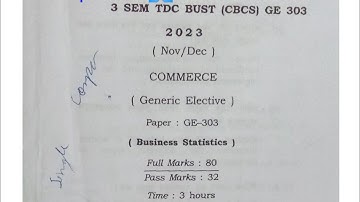 3 SEM TDC BUST (CBCS) GE 303
2023
( Nov/Dec )
COMMERCE
( Generic Elective )
Paper : GE–303
( Business Statistics )
Full Marks : 80
Pass Marks : 32
Time : 3 hours
Single